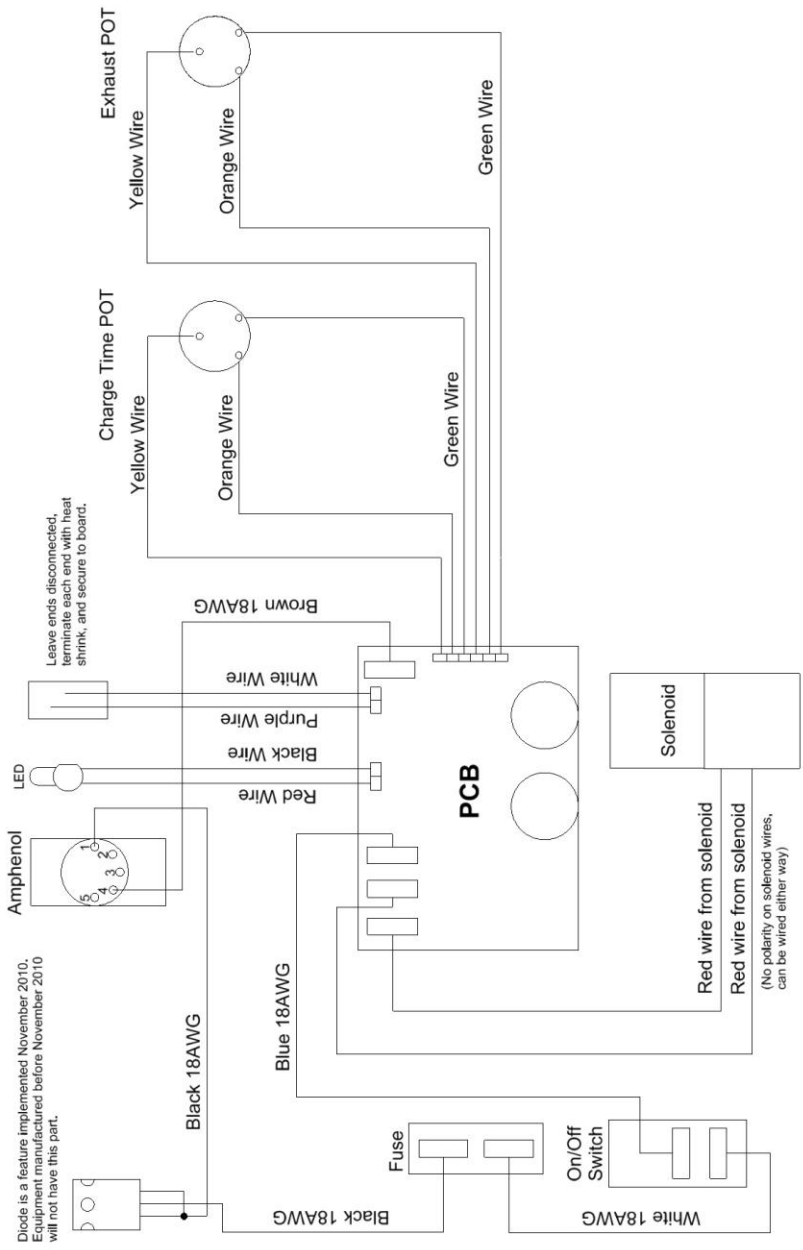 Exhaust POT
Yellow Wire
Orange Wire
Green Wire
Charge Time POT
Yellow Wire
Orange Wire
Green Wire
Leave ends disconnected,
terminate each end with heat
shrink, and secure to board.
Brown 18AWG
White Wire
Purple Wire
LED
Black Wire
Red Wire
Amphenol
1
2
3
4
5
Diode is a feature implemented November 2010.
Equipment manufactured before November 2010
will not have this part.
Black 18AWG
PCB
Solenoid
Red wire from solenoid
Red wire from solenoid
(No polarity on solenoid wires,
can be wired either way)
Blue 18AWG
Fuse
Black 18AWG
On/Off
Switch
White 18AWG